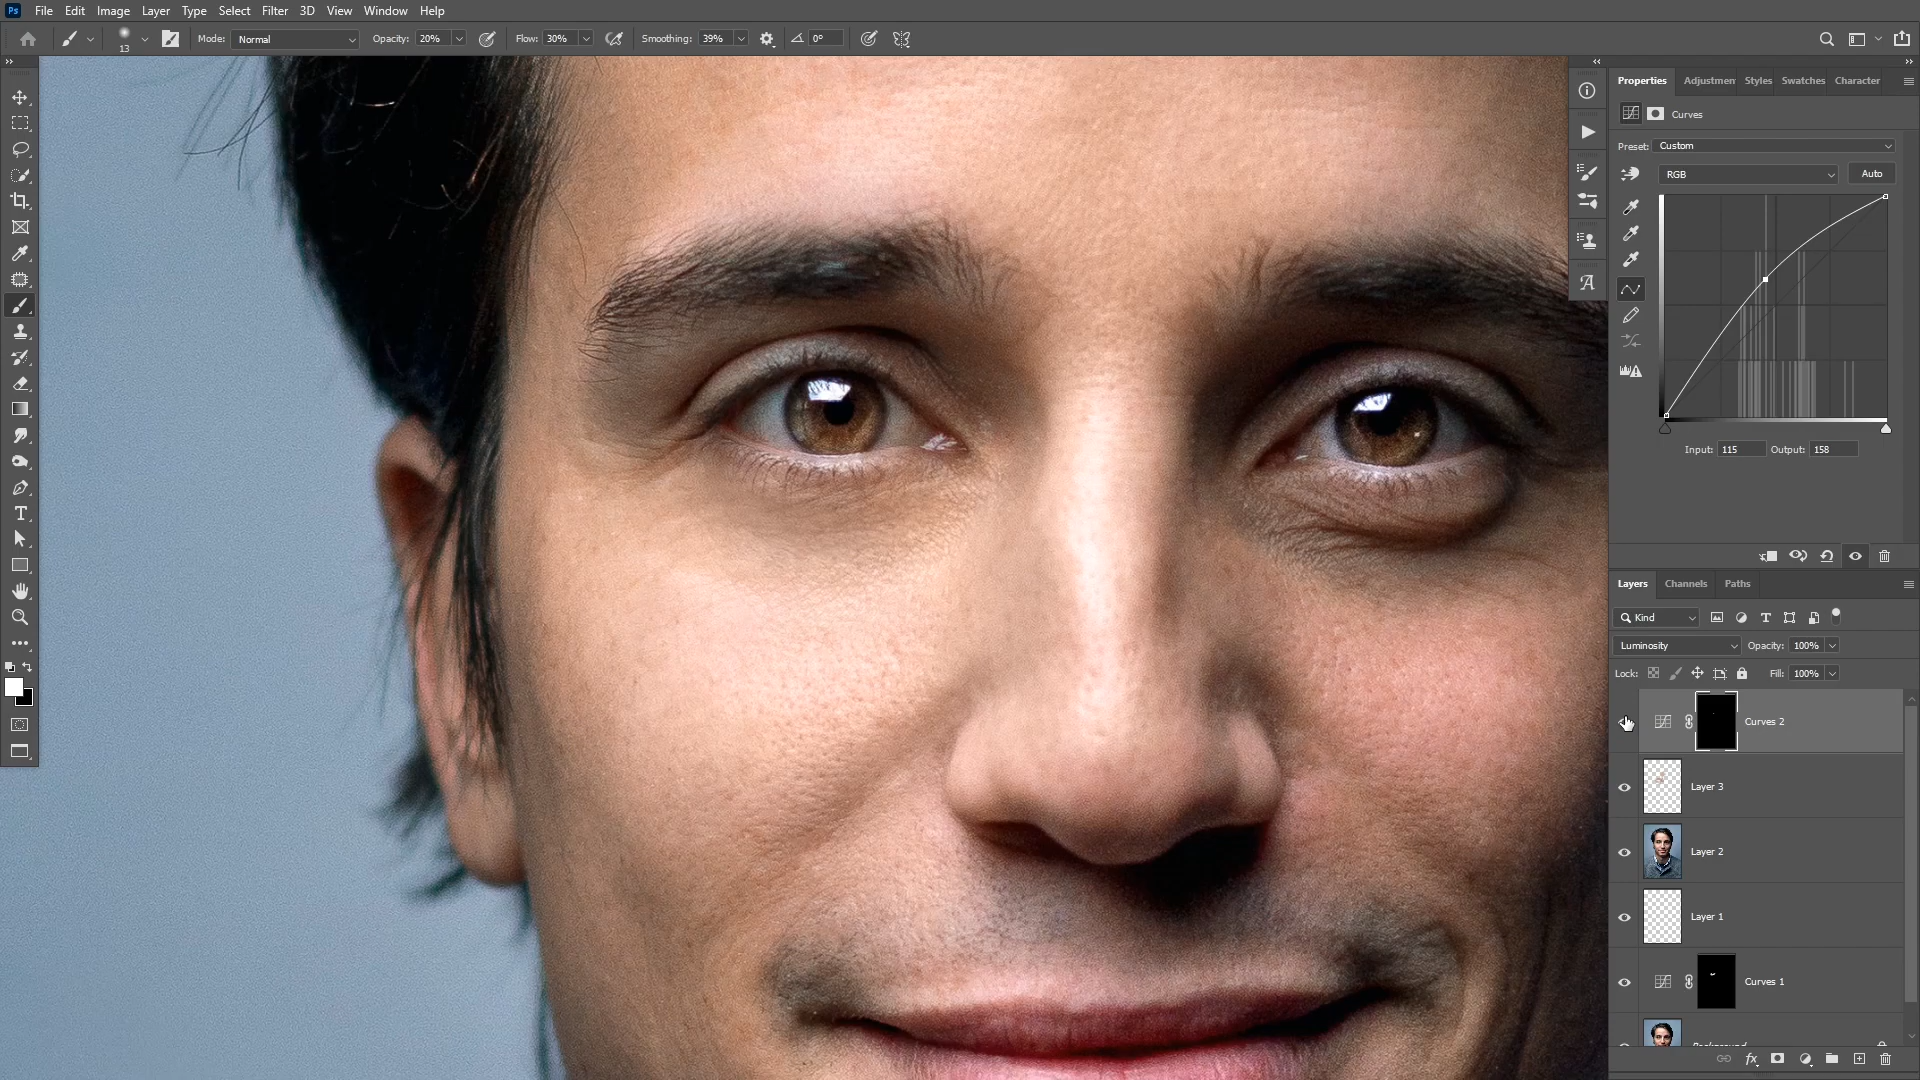 Ps File Edit Image Layer Type Select Filter 3D View Window Help
13 Mode: Normal Opacity: 20% Flow: 30% Smoothing: 39% 0°
Properties Adjustmen Styles Swatches Character
Curves
Preset: Custom
RGB Auto
Input: 115 Output: 158
Layers Channels Paths
Kind
Luminosity Opacity: 100%
Lock: Fill: 100%
Curves 2
Layer 3
Layer 2
Layer 1
Curves 1
Background